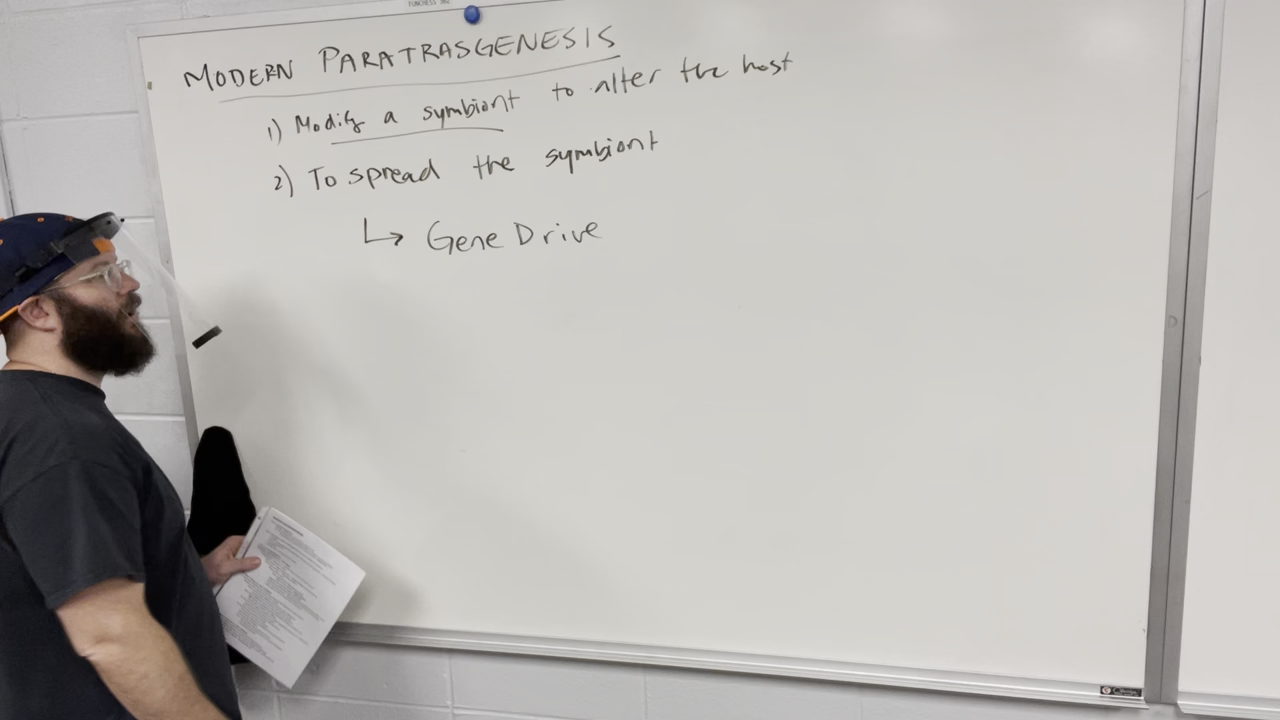 MODERN PARATRASGENESIS
1) Modify a symbiont to alter the host
2) To spread the symbiont
↳ Gene Drive